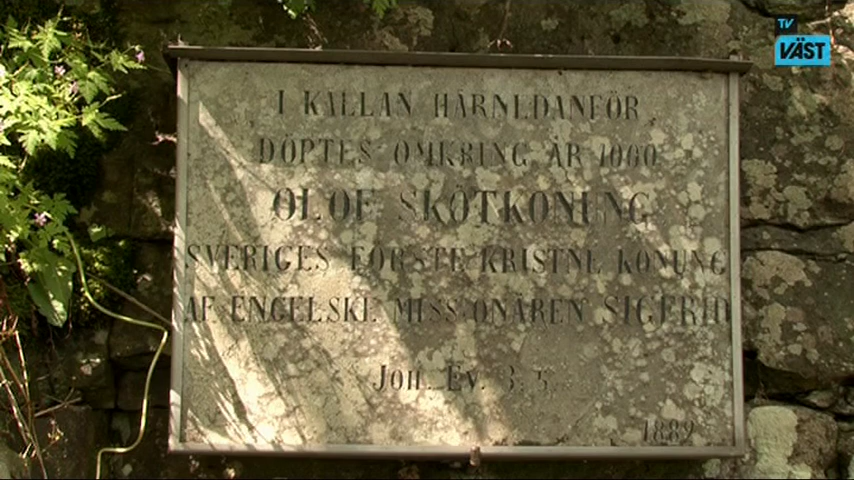 TV
VÄST
I KÄLLAN HÄRNEDANFÖR
DÖPTES OMKRING ÅR 1000
OLOF SKÖTKONUNG
SVERIGES FÖRSTE KRISTNE KONUNG
AF ENGELSKE MISSIONÄREN SIGFRID
JOH. EV. 3. 5.
1889